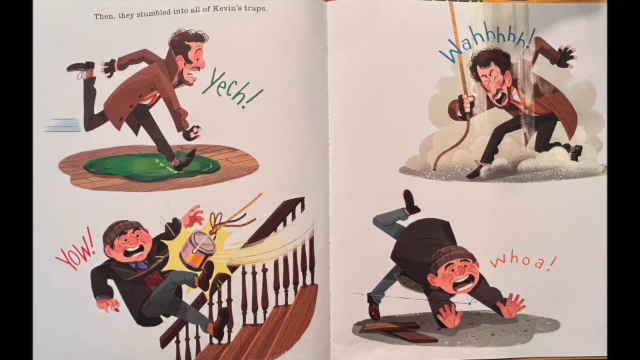 Then, they stumbled into all of Kevin's traps.
Yech!
YOW!
Wahhhhh!
Whoa!